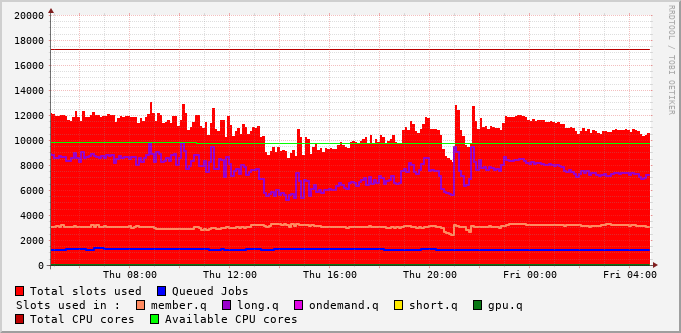 20000
18000
16000
14000
12000
10000
8000
6000
4000
2000
0
Thu 08:00 Thu 12:00 Thu 16:00 Thu 20:00 Fri 00:00 Fri 04:00
RRDTOOL / TOBI OETIKER
Total slots used Queued Jobs
Slots used in : member.q long.q ondemand.q short.q gpu.q
Total CPU cores Available CPU cores